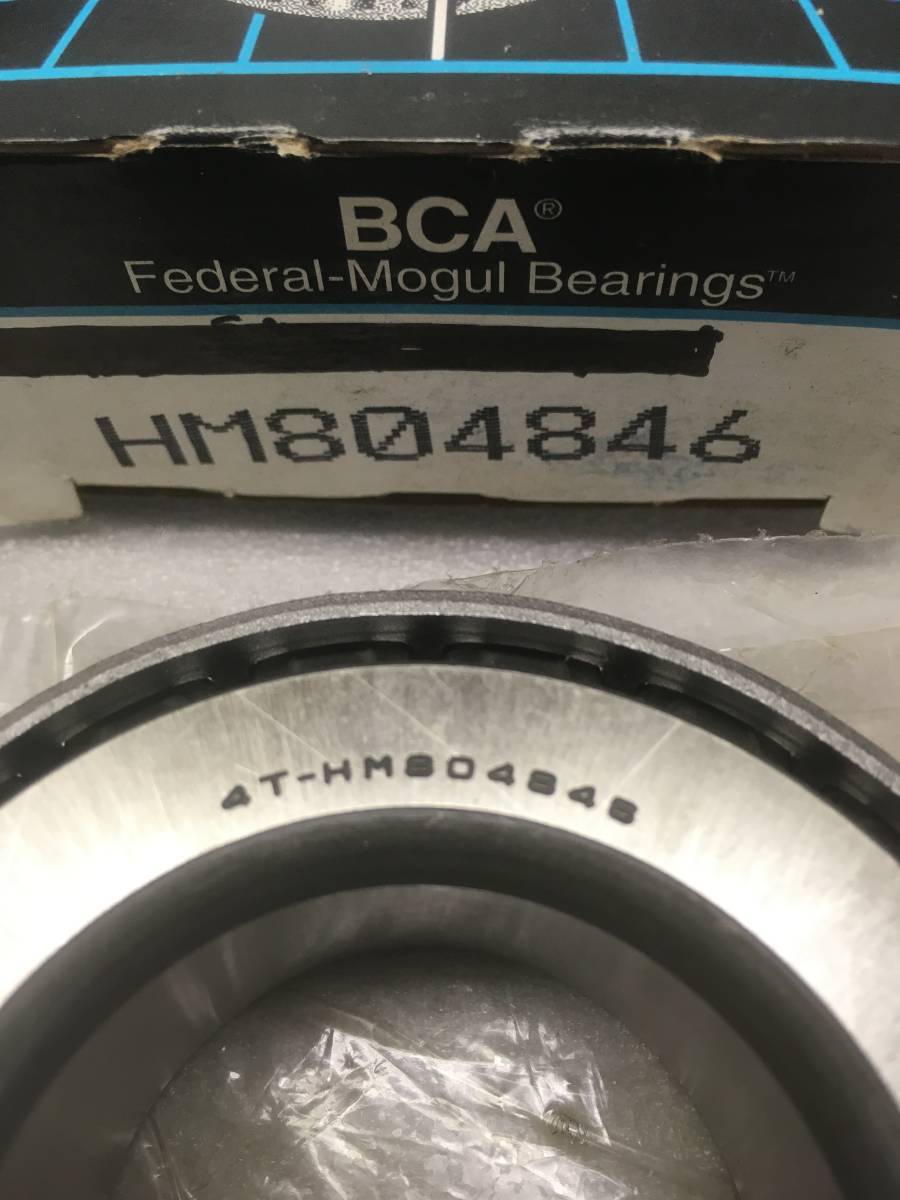 BCA®
Federal-Mogul Bearings™
HM804846
4T-HM804846